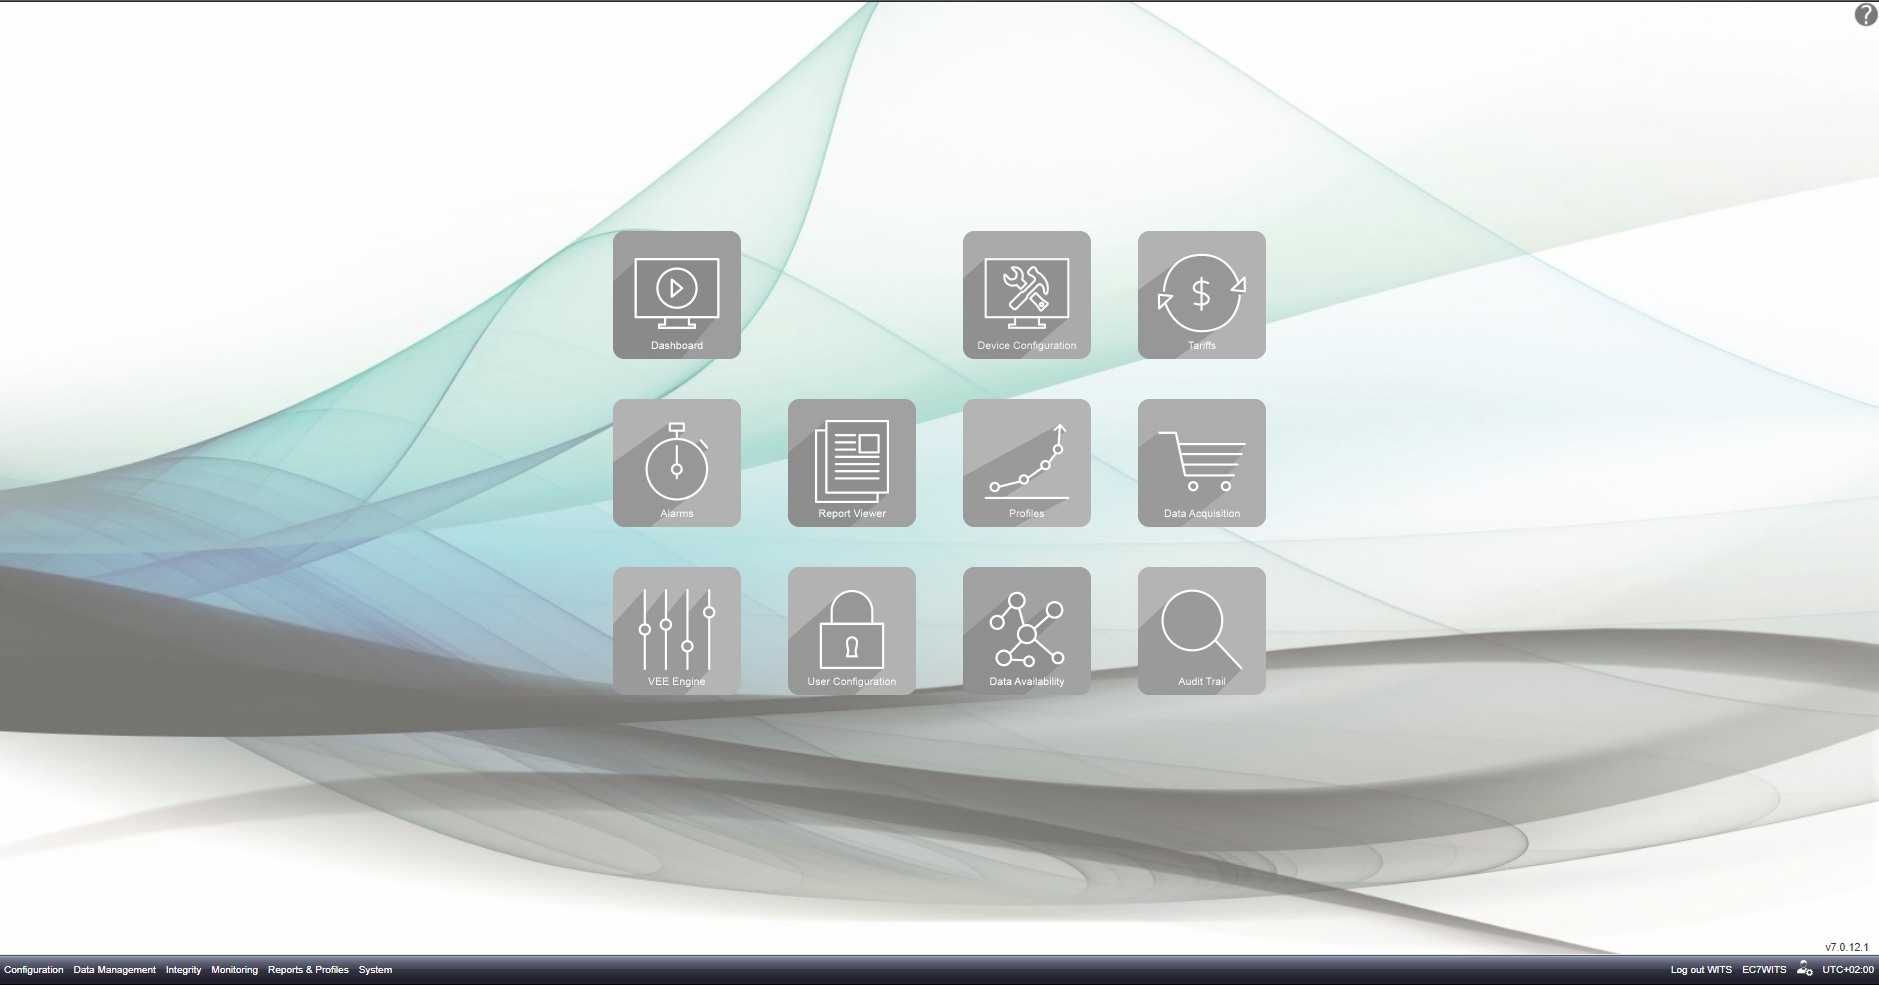 ?
Dashboard
Device Configuration
Tariffs
$
Alarms
Report Viewer
Profiles
Data Acquisition
VEE Engine
User Configuration
Data Availability
Audit Trail
v7.0.12.1
Configuration Data Management Integrity Monitoring Reports & Profiles System
Log out WITS EC7WITS UTC+02:00